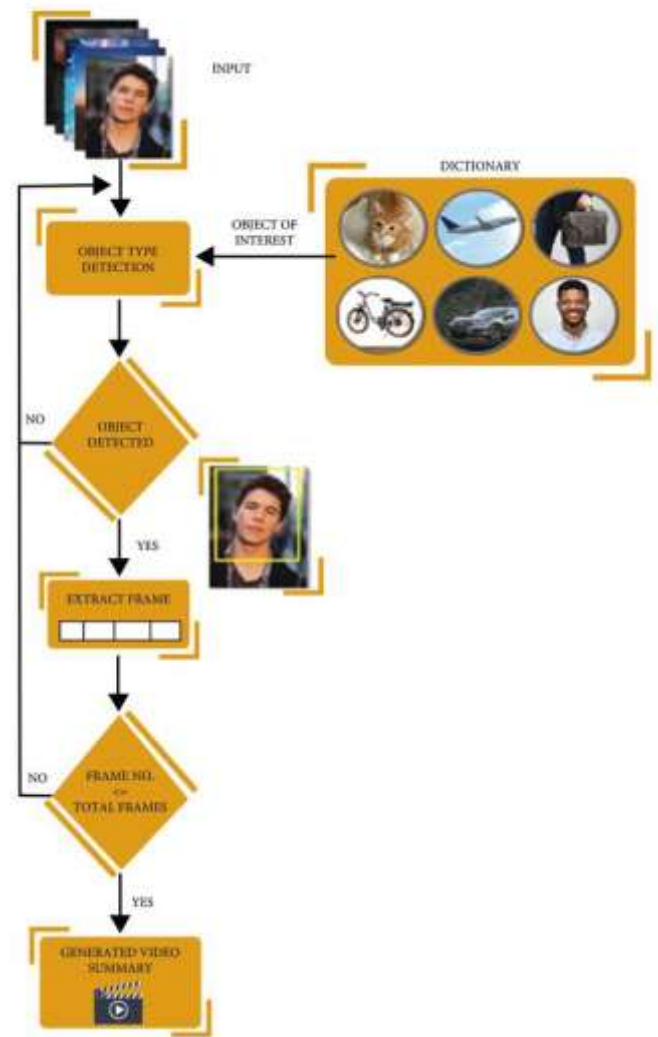 INPUT
DICTIONARY
OBJECT OF
INTEREST
OBJECT TYPE
DETECTION
NO
OBJECT
DETECTED
YES
EXTRACT FRAME
NO
FRAME NO.
<=
TOTAL FRAMES
YES
GENERATED VIDEO
SUMMARY